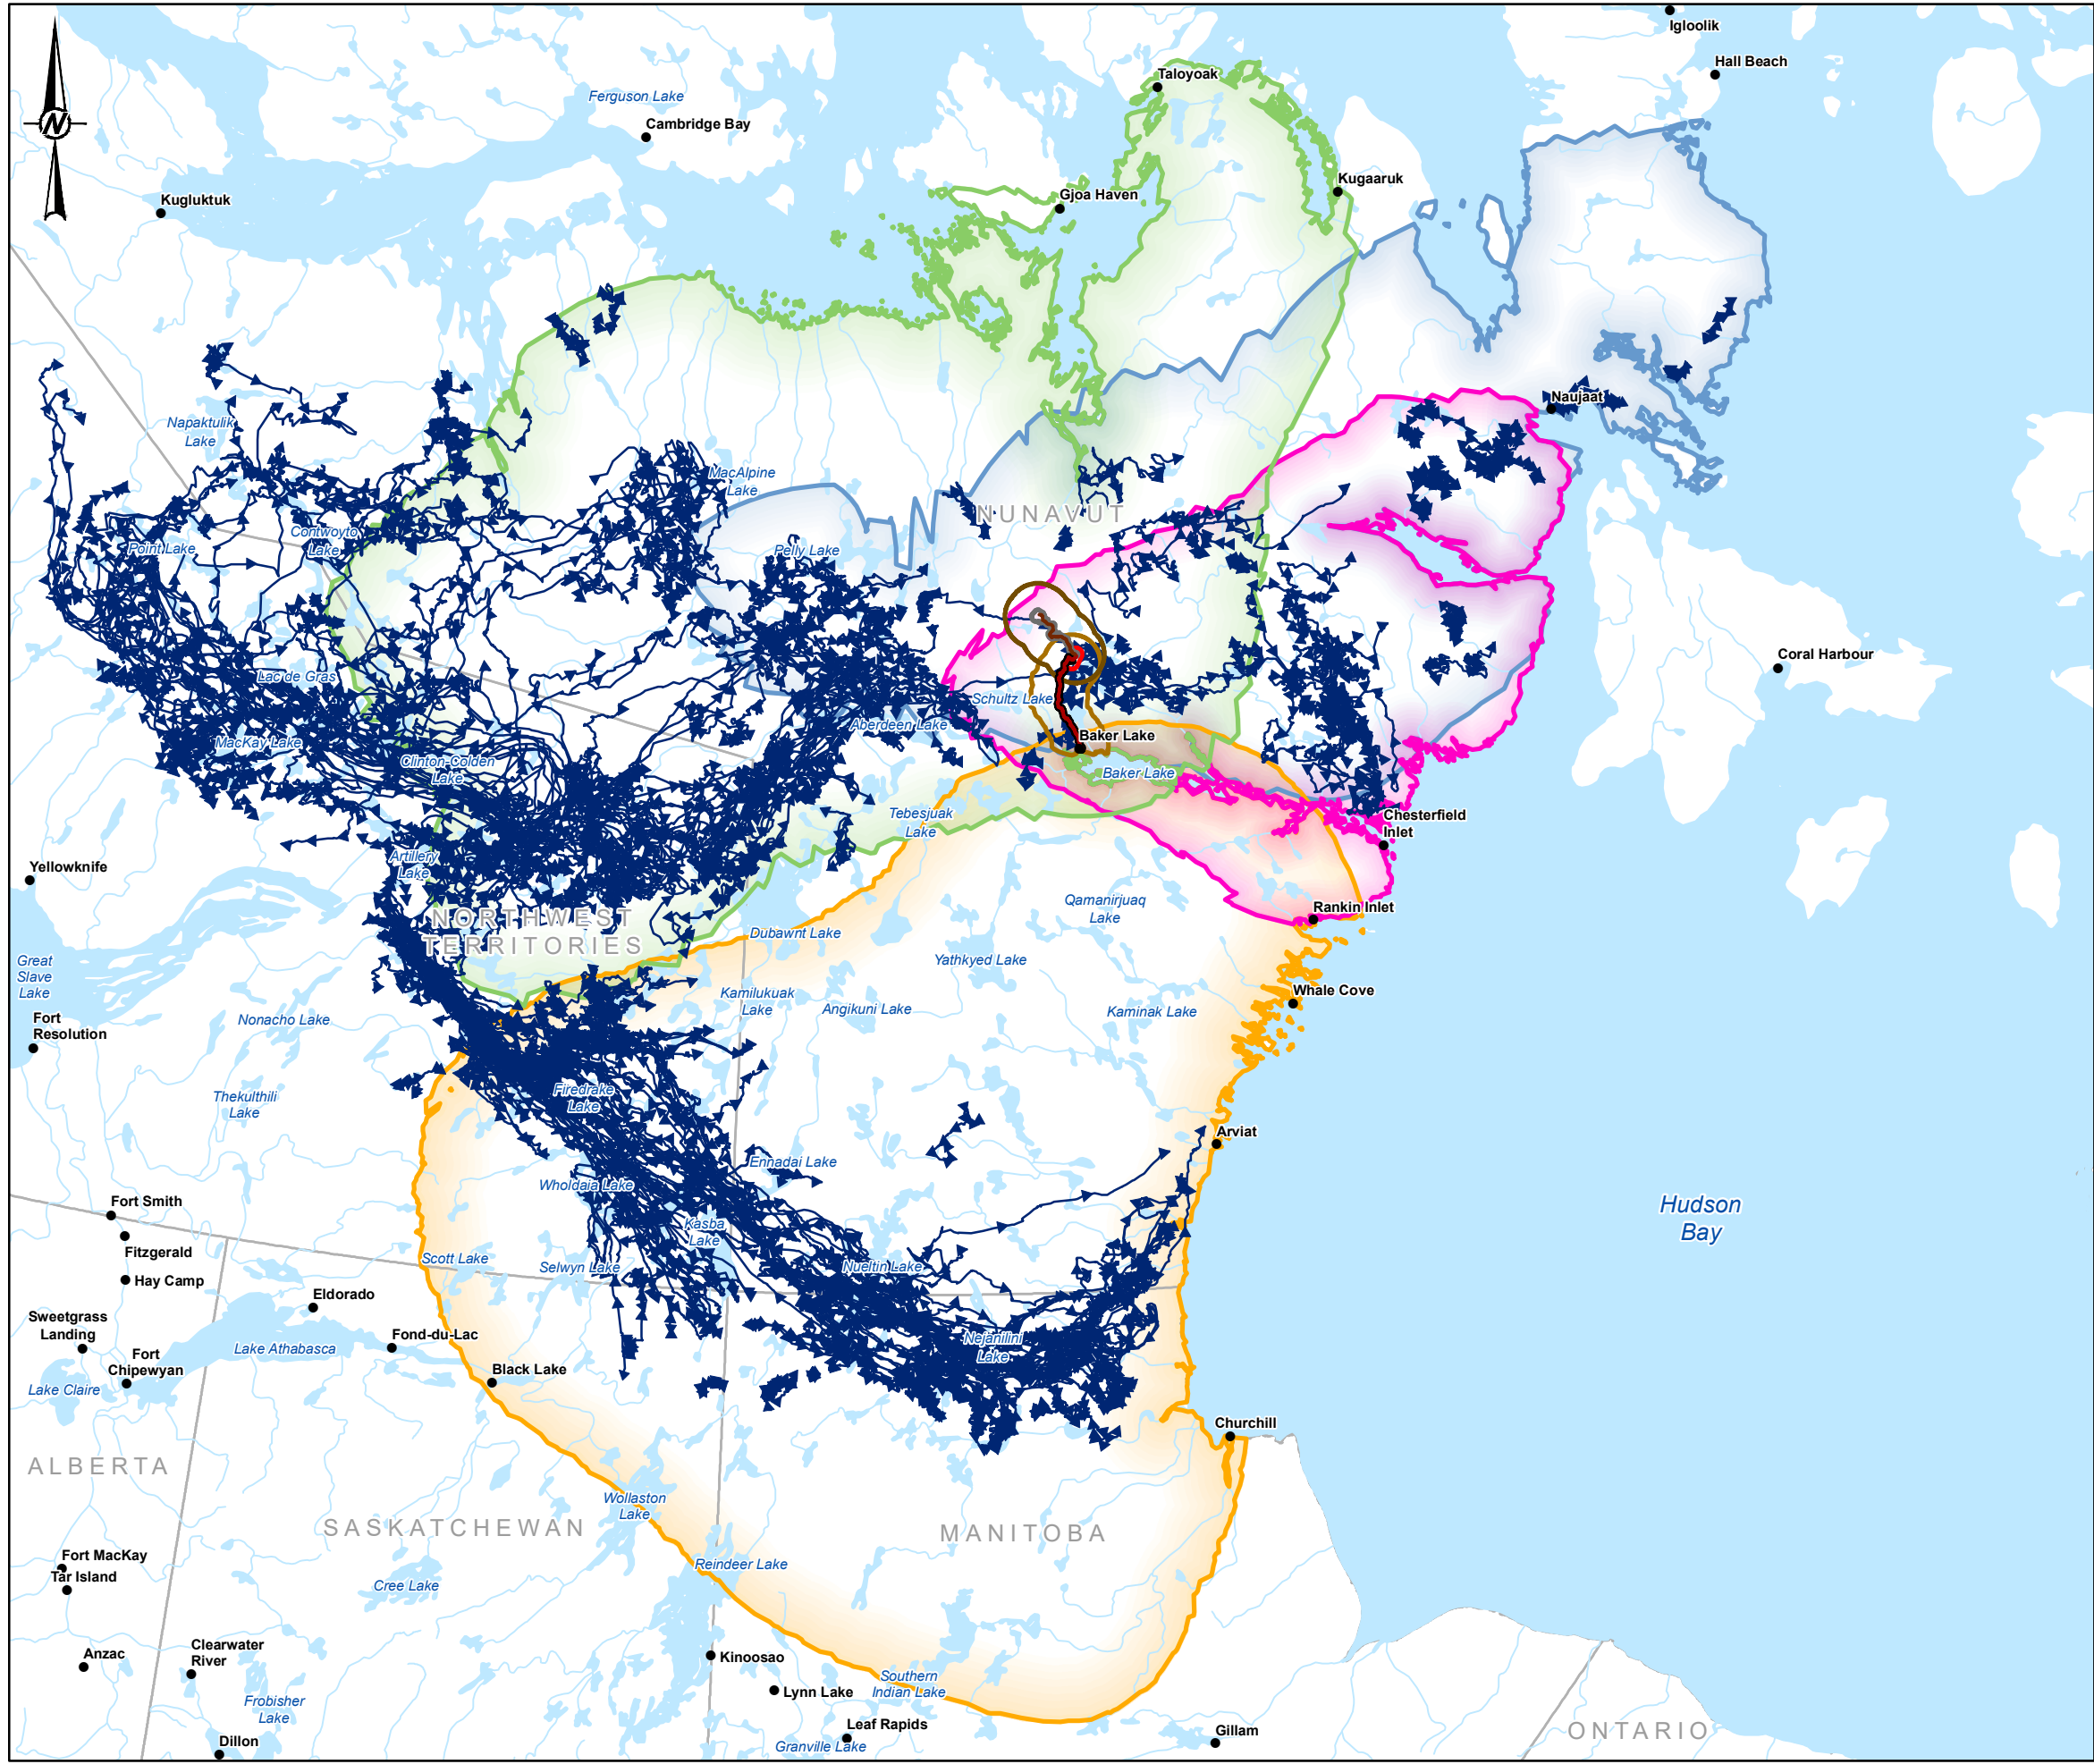 Igloolik
Hall Beach
Taloyoak
Ferguson Lake
Cambridge Bay
Kugaaruk
Gjoa Haven
Kugluktuk
N
Naujaat
Napaktulik
Lake
MacAlpine
Lake
NUNAVUT
Contwoyto
Lake
Point Lake
Pelly Lake
Coral Harbour
Lac de Gras
Schultz Lake
Aberdeen Lake
Baker Lake
MacKay Lake
Clinton-Colden
Lake
Baker Lake
Tebesjuak
Lake
Chesterfield
Inlet
Artillery
Lake
Yellowknife
Qamanirjuaq
Lake
Rankin Inlet
NORTHWEST
TERRITORIES
Dubawnt Lake
Yathkyed Lake
Great
Slave
Lake
Kamilukuak
Lake
Angikuni Lake
Kaminak Lake
Whale Cove
Fort
Resolution
Nonacho Lake
Thekulthili
Lake
Firedrake
Lake
Arviat
Ennadai Lake
Wholdaia Lake
Hudson
Bay
Fort Smith
Fitzgerald
Hay Camp
Kasba
Lake
Scott Lake
Selwyn Lake
Nueltin Lake
Eldorado
Sweetgrass
Landing
Fond-du-Lac
Lake Athabasca
Nejanilini
Lake
Fort
Chipewyan
Lake Claire
Black Lake
Churchill
ALBERTA
Wollaston
Lake
SASKATCHEWAN
MANITOBA
Fort MacKay
Tar Island
Reindeer Lake
Cree Lake
Anzac
Clearwater
River
Kinoosao
Southern
Indian Lake
Lynn Lake
Frobisher
Lake
Leaf Rapids
Gillam
ONTARIO
Dillon
Granville Lake